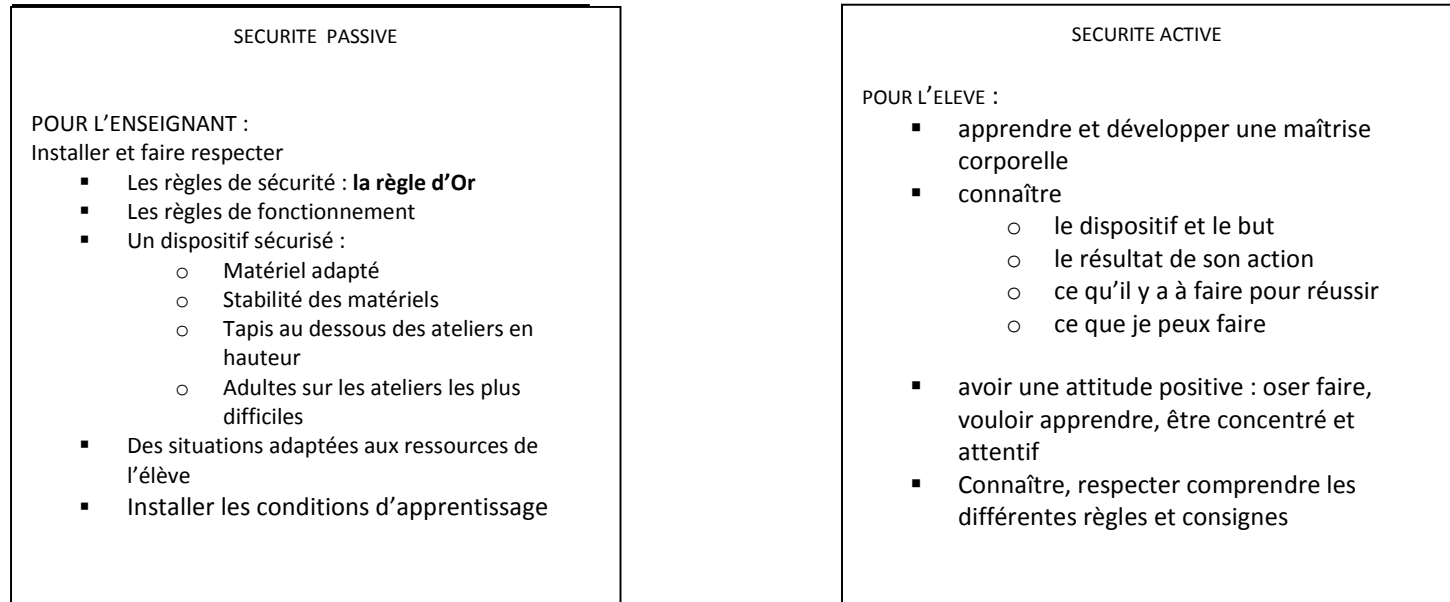 SECURITE PASSIVE
POUR L’ENSEIGNANT :
Installer et faire respecter
▪ Les règles de sécurité : la règle d’Or
▪ Les règles de fonctionnement
▪ Un dispositif sécurisé :
o Matériel adapté
o Stabilité des matériels
o Tapis au dessous des ateliers en
hauteur
o Adultes sur les ateliers les plus
difficiles
▪ Des situations adaptées aux ressources de
l’élève
▪ Installer les conditions d’apprentissage
SECURITE ACTIVE
POUR L’ELEVE :
▪ apprendre et développer une maîtrise
corporelle
▪ connaître
o le dispositif et le but
o le résultat de son action
o ce qu’il y a à faire pour réussir
o ce que je peux faire
▪ avoir une attitude positive : oser faire,
vouloir apprendre, être concentré et
attentif
▪ Connaître, respecter comprendre les
différentes règles et consignes